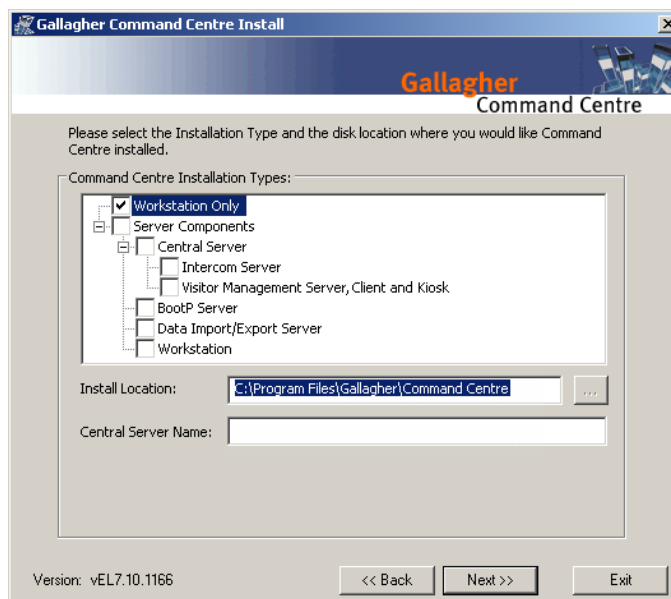 Gallagher Command Centre Install
Gallagher
Command Centre
Please select the Installation Type and the disk location where you would like Command
Centre installed.
Command Centre Installation Types:
Workstation Only
Server Components
Central Server
Intercom Server
Visitor Management Server, Client and Kiosk
BootP Server
Data Import/Export Server
Workstation
Install Location:
C:\Program Files\Gallagher\Command Centre
...
Central Server Name:
Version: vEL7.10.1166
<< Back
Next >>
Exit